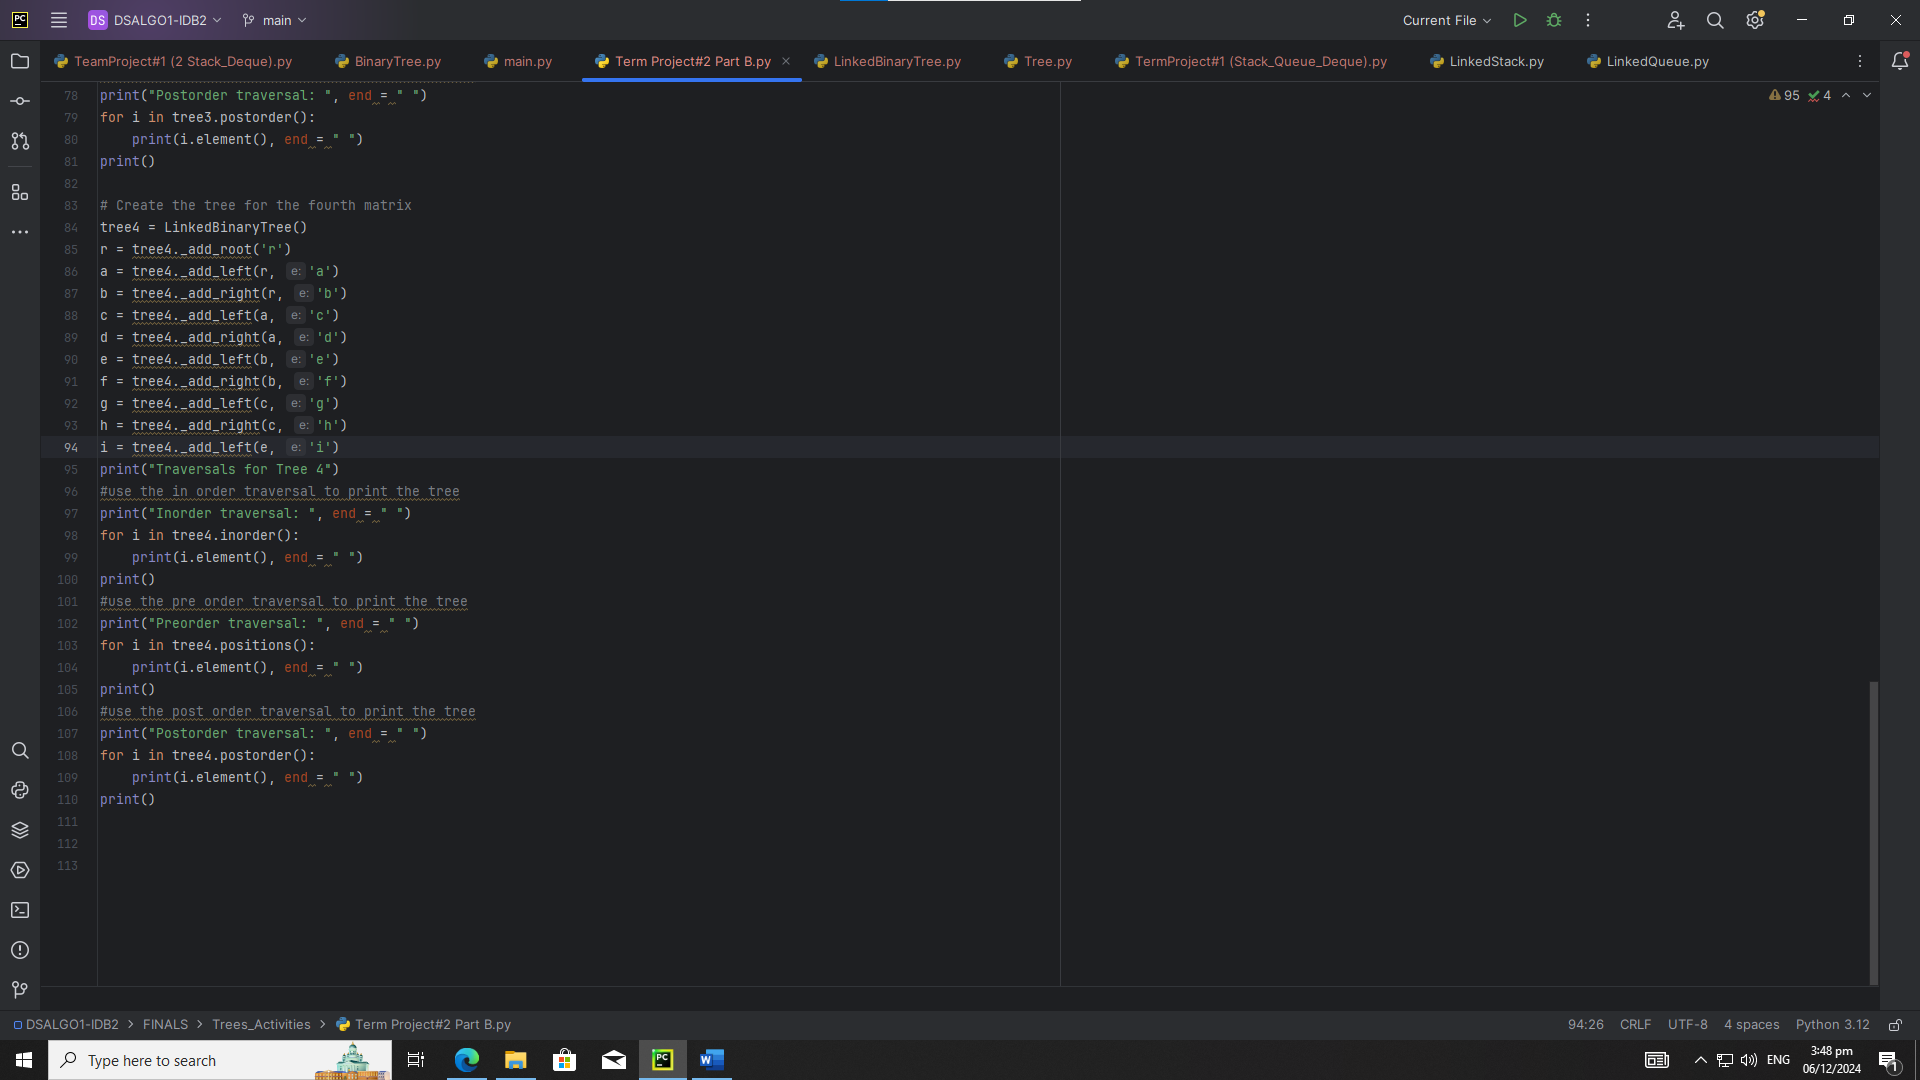 PC DS DSALGO1-IDB2 main Current File
TeamProject#1 (2 Stack_Deque).py BinaryTree.py main.py Term Project#2 Part B.py LinkedBinaryTree.py Tree.py TermProject#1 (Stack_Queue_Deque).py LinkedStack.py LinkedQueue.py
95 4
78 print("Postorder traversal: ", end = " ")
79 for i in tree3.postorder():
80 print(i.element(), end = " ")
81 print()
82
83 # Create the tree for the fourth matrix
84 tree4 = LinkedBinaryTree()
85 r = tree4._add_root('r')
86 a = tree4._add_left(r, e: 'a')
87 b = tree4._add_right(r, e: 'b')
88 c = tree4._add_left(a, e: 'c')
89 d = tree4._add_right(a, e: 'd')
90 e = tree4._add_left(b, e: 'e')
91 f = tree4._add_right(b, e: 'f')
92 g = tree4._add_left(c, e: 'g')
93 h = tree4._add_right(c, e: 'h')
94 i = tree4._add_left(e, e: 'i')
95 print("Traversals for Tree 4")
96 #use the in order traversal to print the tree
97 print("Inorder traversal: ", end = " ")
98 for i in tree4.inorder():
99 print(i.element(), end = " ")
100 print()
101 #use the pre order traversal to print the tree
102 print("Preorder traversal: ", end = " ")
103 for i in tree4.positions():
104 print(i.element(), end = " ")
105 print()
106 #use the post order traversal to print the tree
107 print("Postorder traversal: ", end = " ")
108 for i in tree4.postorder():
109 print(i.element(), end = " ")
110 print()
111
112
113
DSALGO1-IDB2 > FINALS > Trees_Activities > Term Project#2 Part B.py 94:26 CRLF UTF-8 4 spaces Python 3.12
Type here to search PC W ENG 3:48 pm
06/12/2024 1